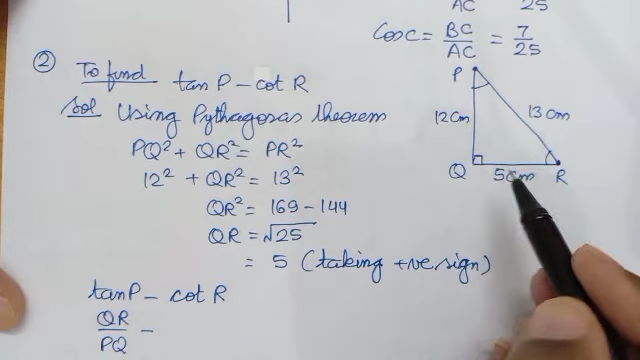 AC 25
Cos C = BC/AC = 7/25
② To find tan P – cot R
Sol Using Pythagoras theorem
PQ² + QR² = PR²
12² + QR² = 13²
QR² = 169 – 144
QR = √25
= 5 (taking +ve sign)
tan P – cot R
QR/PQ –
P
12 cm 13 cm
Q 5 cm R